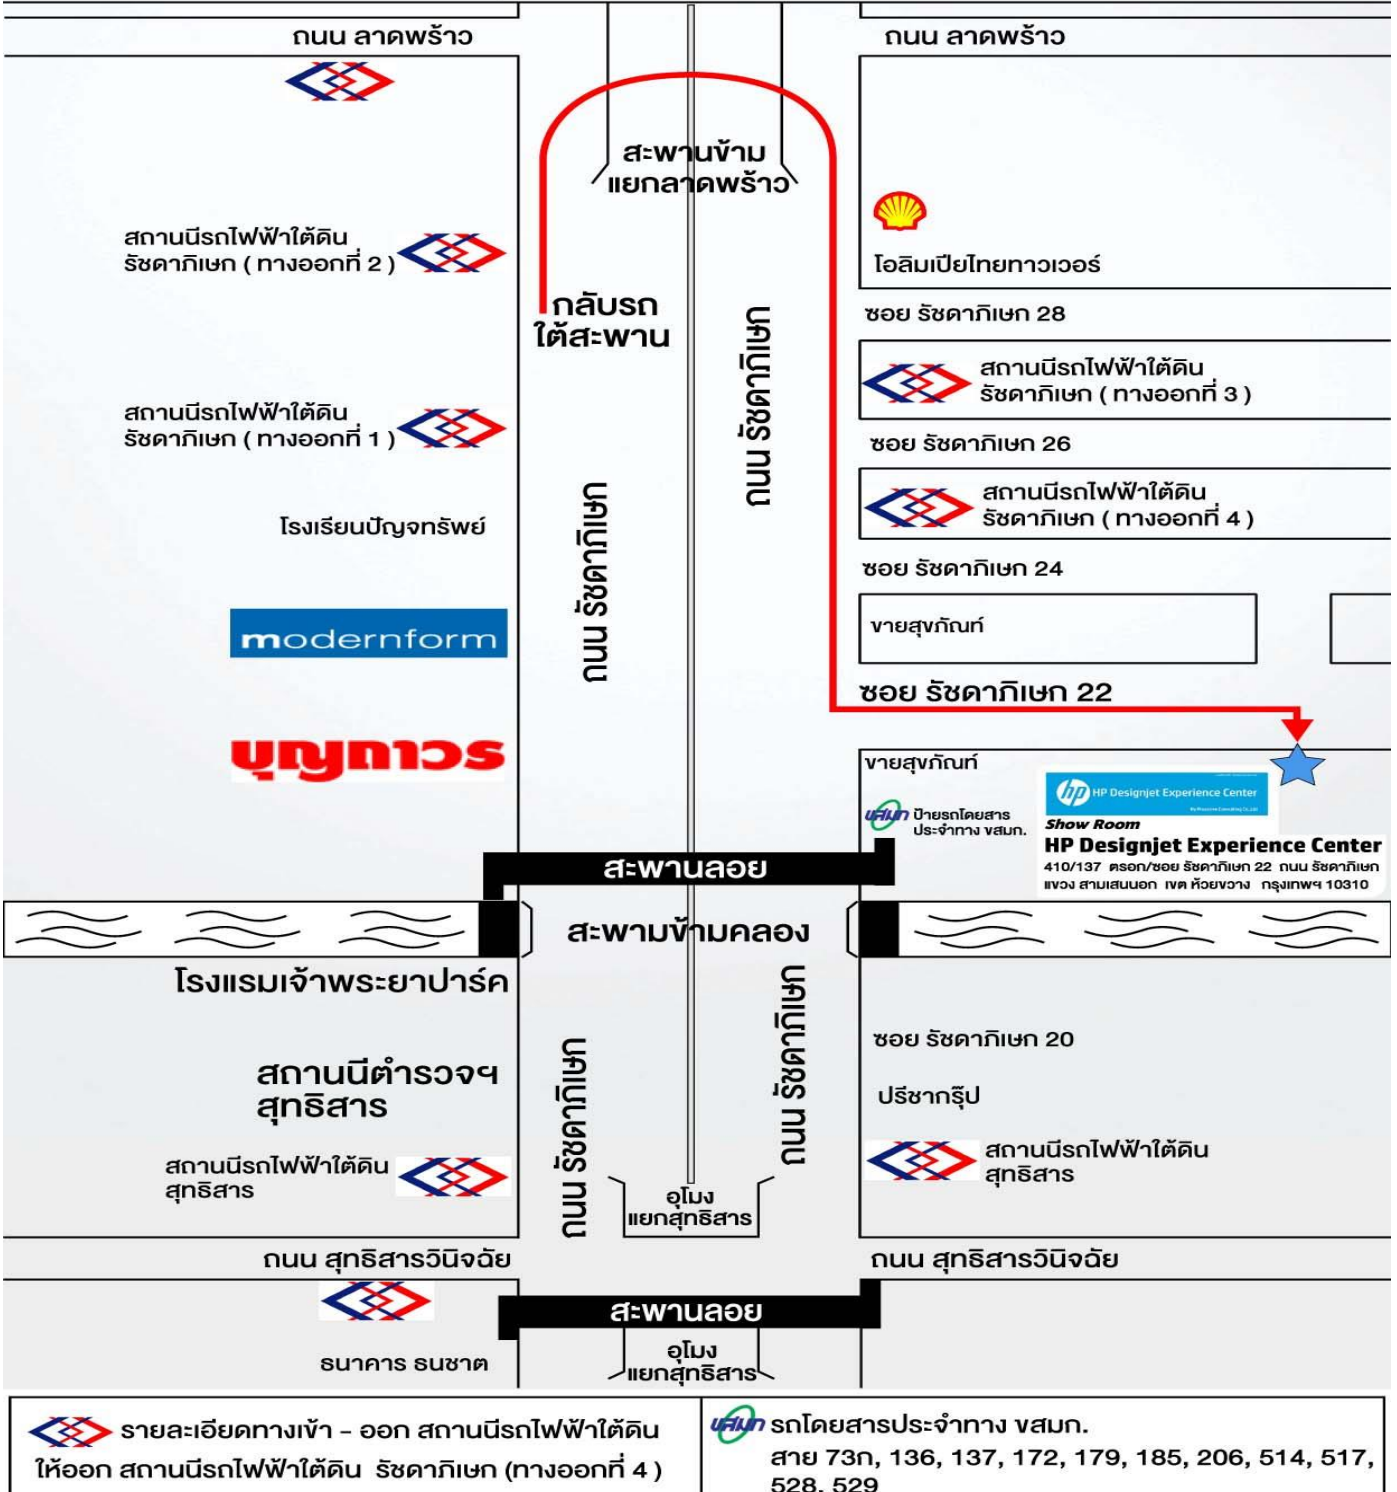 ถนน ลาดพร้าว
ถนน ลาดพร้าว
สะพานข้าม
แยกลาดพร้าว
สถานนีรถไฟฟ้าใต้ดิน
รัชดาภิเษก ( ทางออกที่ 2 )
โอลิมเปียไทยทาวเวอร์
กลับรถ
ใต้สะพาน
ซอย รัชดาภิเษก 28
ถนน รัชดาภิเษก
สถานนีรถไฟฟ้าใต้ดิน
รัชดาภิเษก ( ทางออกที่ 3 )
สถานนีรถไฟฟ้าใต้ดิน
รัชดาภิเษก ( ทางออกที่ 1 )
ซอย รัชดาภิเษก 26
สถานนีรถไฟฟ้าใต้ดิน
รัชดาภิเษก ( ทางออกที่ 4 )
โรงเรียนปัญจทรัพย์
ถนน รัชดาภิเษก
ซอย รัชดาภิเษก 24
modernform
ขายสุขภัณฑ์
ซอย รัชดาภิเษก 22
บุญถาวร
ขายสุขภัณฑ์
hp HP Designjet Experience Center
ขสมก ป้ายรถโดยสาร
ประจำทาง ขสมก.
Show Room
HP Designjet Experience Center
410/137 ตรอก/ซอย รัชดาภิเษก 22 ถนน รัชดาภิเษก
แขวง สามเสนนอก เขต ห้วยขวาง กรุงเทพฯ 10310
สะพานลอย
สะพามข้ามคลอง
โรงแรมเจ้าพระยาปาร์ค
ถนน รัชดาภิเษก
ซอย รัชดาภิเษก 20
สถานนีตำรวจฯ
สุทธิสาร
ถนน รัชดาภิเษก
ปรีชากรุ๊ป
สถานนีรถไฟฟ้าใต้ดิน
สุทธิสาร
สถานนีรถไฟฟ้าใต้ดิน
สุทธิสาร
อุโมง
แยกสุทธิสาร
ถนน สุทธิสารวินิจฉัย
ถนน สุทธิสารวินิจฉัย
สะพานลอย
อุโมง
แยกสุทธิสาร
ธนาคาร ธนชาต
รายละเอียดทางเข้า - ออก สถานนีรถไฟฟ้าใต้ดิน
ให้ออก สถานนีรถไฟฟ้าใต้ดิน รัชดาภิเษก (ทางออกที่ 4 )
ขสมก รถโดยสารประจำทาง ขสมก.
สาย 73ก, 136, 137, 172, 179, 185, 206, 514, 517,
528, 529